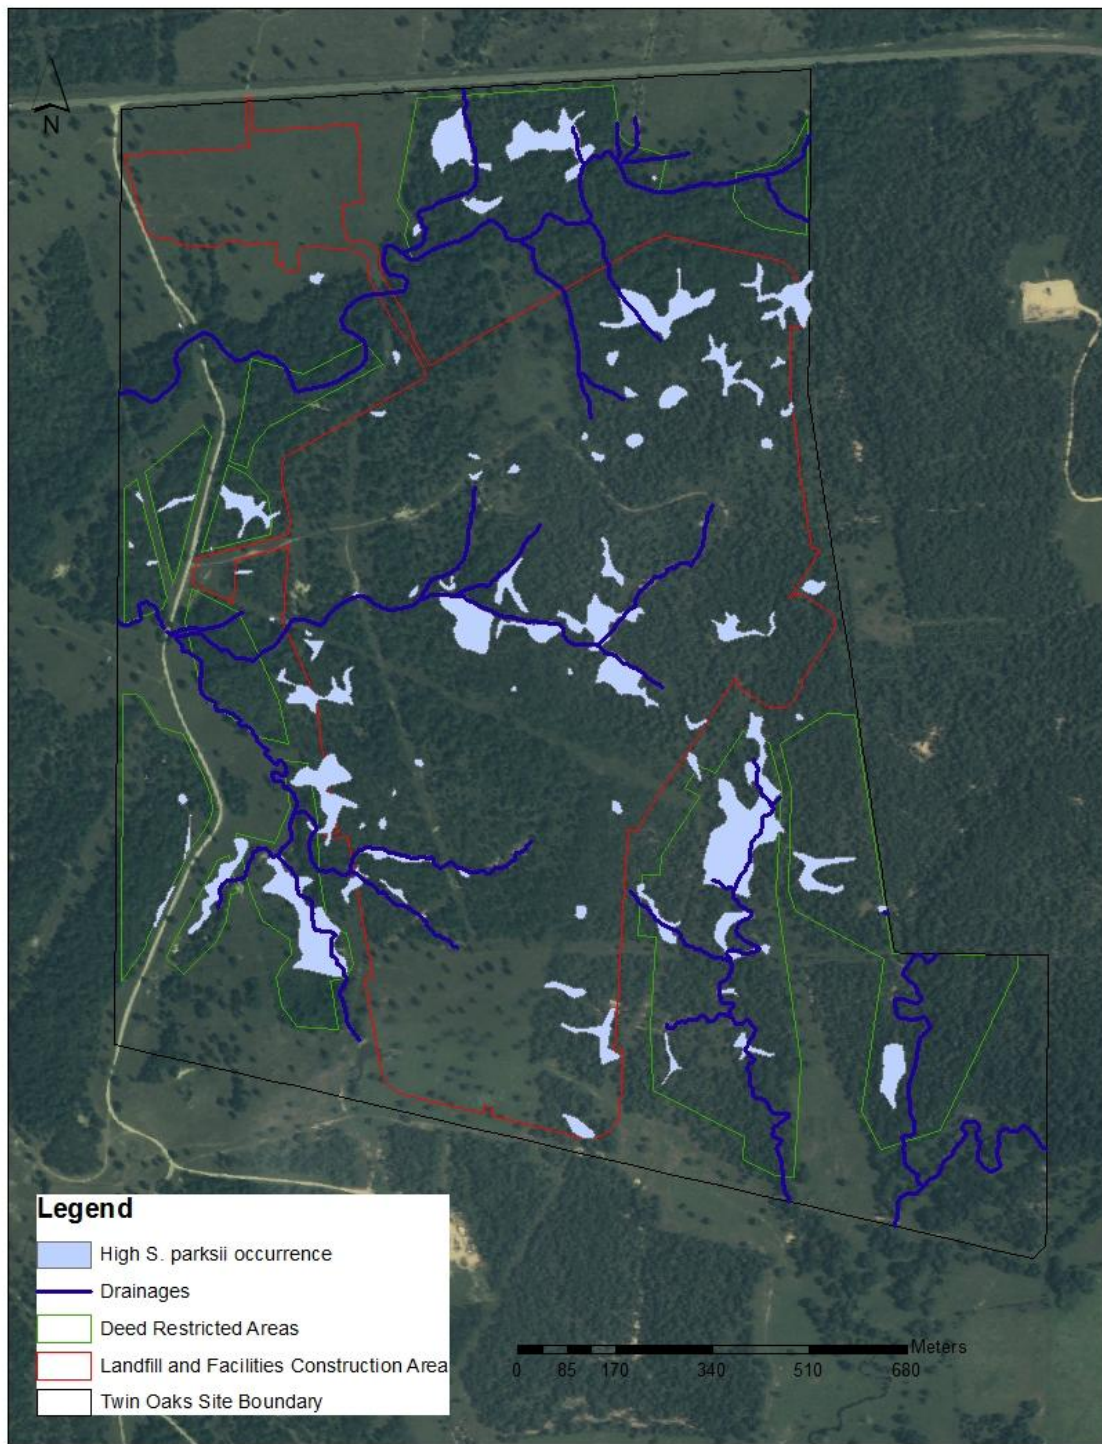 N
Legend
High S. parksii occurrence
Drainages
Deed Restricted Areas
Landfill and Facilities Construction Area
Twin Oaks Site Boundary
Meters
0 85 170 340 510 680